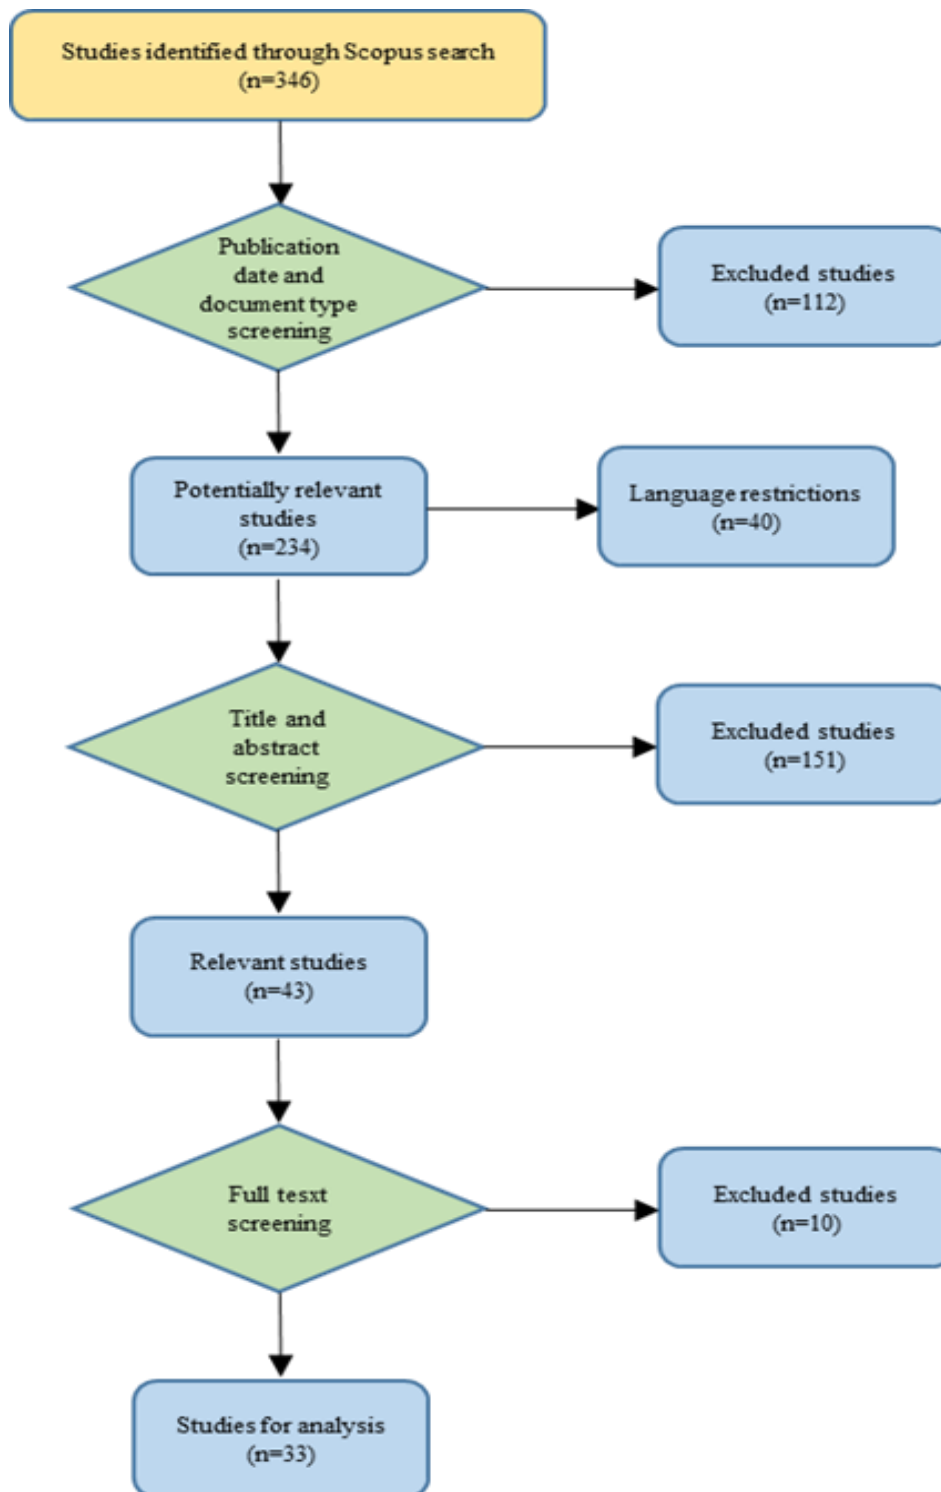 Studies identified through Scopus search
(n=346)
Publication
date and
document type
screening
Excluded studies
(n=112)
Potentially relevant
studies
(n=234)
Language restrictions
(n=40)
Title and
abstract
screening
Excluded studies
(n=151)
Relevant studies
(n=43)
Full tesxt
screening
Excluded studies
(n=10)
Studies for analysis
(n=33)